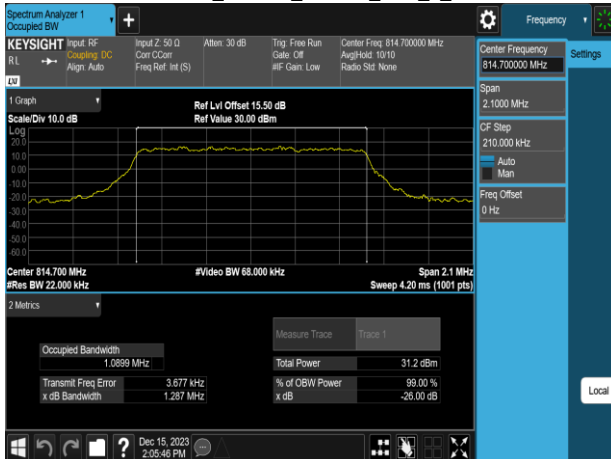 Spectrum Analyzer 1
Occupied BW
Frequency
KEYSIGHT
Input: RF
Coupling: DC
Align: Auto
Input Z: 50 Ω
Corr CCorr
Freq Ref: Int (S)
Atten: 30 dB
Trig: Free Run
Gate: Off
#IF Gain: Low
Center Freq: 814.700000 MHz
Avg|Hold: 10/10
Radio Std: None
RL
LXI
Center Frequency
814.700000 MHz
Settings
Span
2.1000 MHz
CF Step
210.000 kHz
Auto
Man
Freq Offset
0 Hz
1 Graph
Scale/Div 10.0 dB
Ref Lvl Offset 15.50 dB
Ref Value 30.00 dBm
Log
20.0
10.0
0.00
-10.0
-20.0
-30.0
-40.0
-50.0
-60.0
Center 814.700 MHz
#Video BW 68.000 kHz
Span 2.1 MHz
#Res BW 22.000 kHz
Sweep 4.20 ms (1001 pts)
2 Metrics
Measure Trace
Trace 1
Occupied Bandwidth
1.0899 MHz
Total Power
31.2 dBm
Transmit Freq Error
3.677 kHz
% of OBW Power
99.00 %
x dB Bandwidth
1.287 MHz
x dB
-26.00 dB
Local
Dec 15, 2023
2:05:46 PM